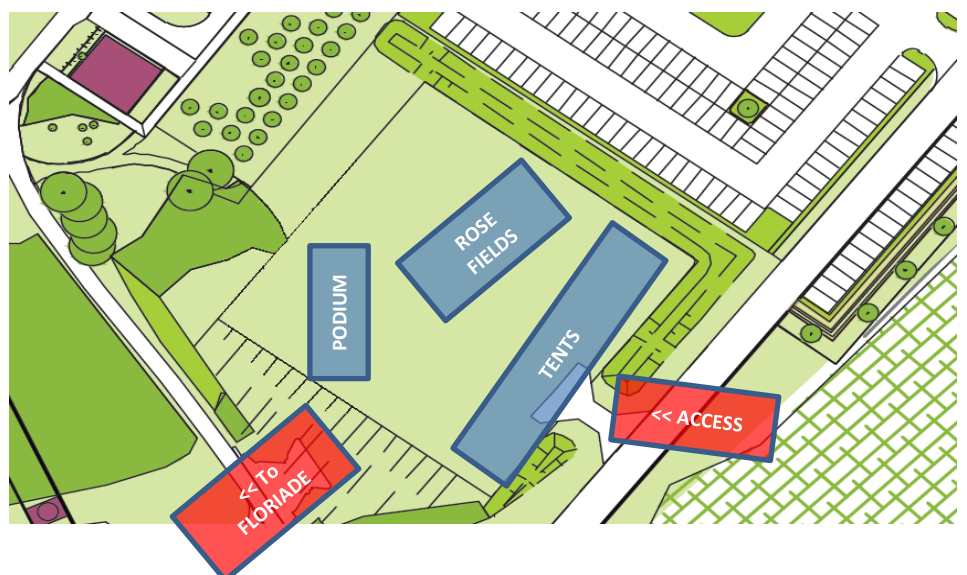 ROSE
FIELDS
PODIUM
TENTS
<< ACCESS
<< To
FLORIADE